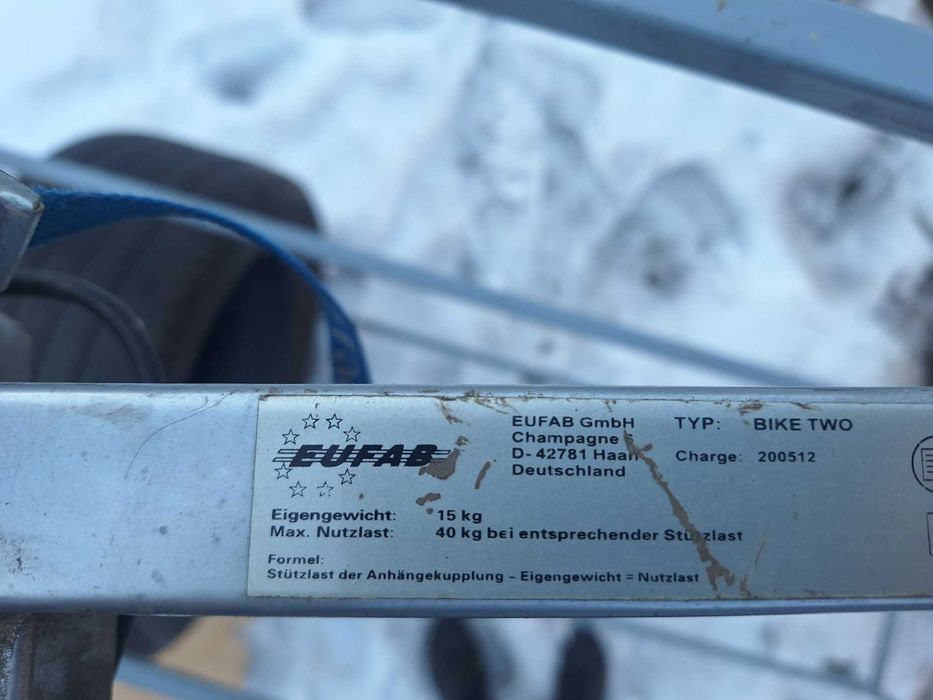 EUFAB
EUFAB GmbH
Champagne
D- 42781 Haan
Deutschland
TYP: BIKE TWO
Charge: 200512
Eigengewicht: 15 kg
Max. Nutzlast: 40 kg bei entsprechender Stützlast
Formel:
Stützlast der Anhängekupplung - Eigengewicht = Nutzlast